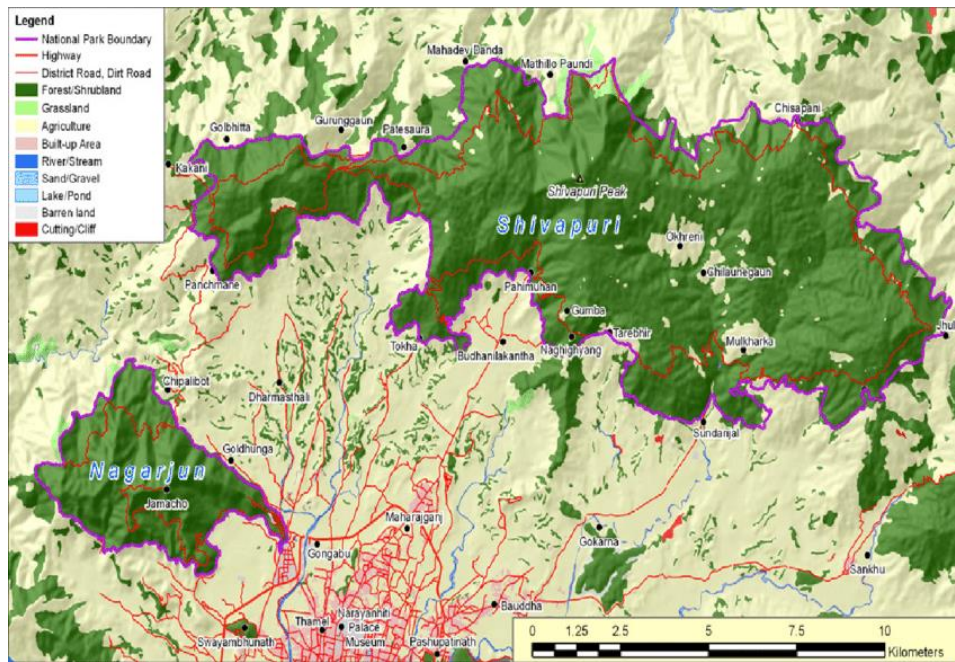 Legend
National Park Boundary
Highway
District Road, Dirt Road
Forest/Shrubland
Grassland
Agriculture
Built-up Area
River/Stream
Sand/Gravel
Lake/Pond
Barren land
Cutting/Cliff
Mahadev Danda
Mathillo Paundi
Chisapani
Gurunggaun
Golbhitta
Patesaura
Kakani
Shivapuri Peak
Shivapuri
Okhreni
Chilaunegaun
Panchmane
Pahimuhan
Gumba
Tarebhir
Jhul
Tokha
Budhanilakantha
Naghighyang
Mulkharka
Chipalibot
Dharmasthali
Sundarijal
Goldhunga
Nagarjun
Jamacho
Maharajganj
Gongabu
Gokarna
Sankhu
Bauddha
Narayanhiti
Thamel
Palace
Museum
Swayambhunath
Pashupatinath
0 1.25 2.5 5 7.5 10
Kilometers